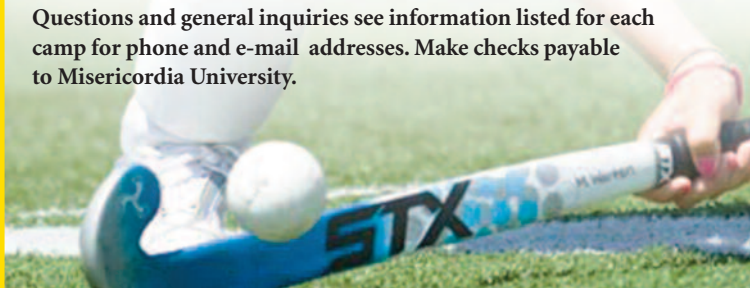 Questions and general inquiries see information listed for each
camp for phone and e-mail addresses. Make checks payable
to Misericordia University.
STX